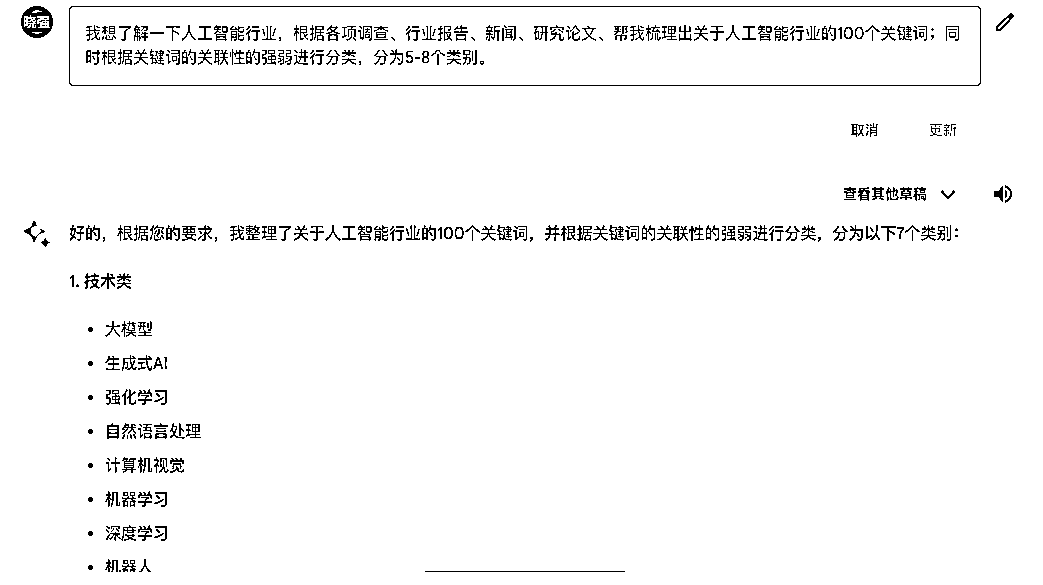 晓强
我想了解一下人工智能行业，根据各项调查、行业报告、新闻、研究论文、帮我梳理出关于人工智能行业的100个关键词；同
时根据关键词的关联性的强弱进行分类，分为5-8个类别。
取消 更新
查看其他草稿
好的，根据您的要求，我整理了关于人工智能行业的100个关键词，并根据关键词的关联性的强弱进行分类，分为以下7个类别：
1. 技术类
• 大模型
• 生成式AI
• 强化学习
• 自然语言处理
• 计算机视觉
• 机器学习
• 深度学习
• 机器人